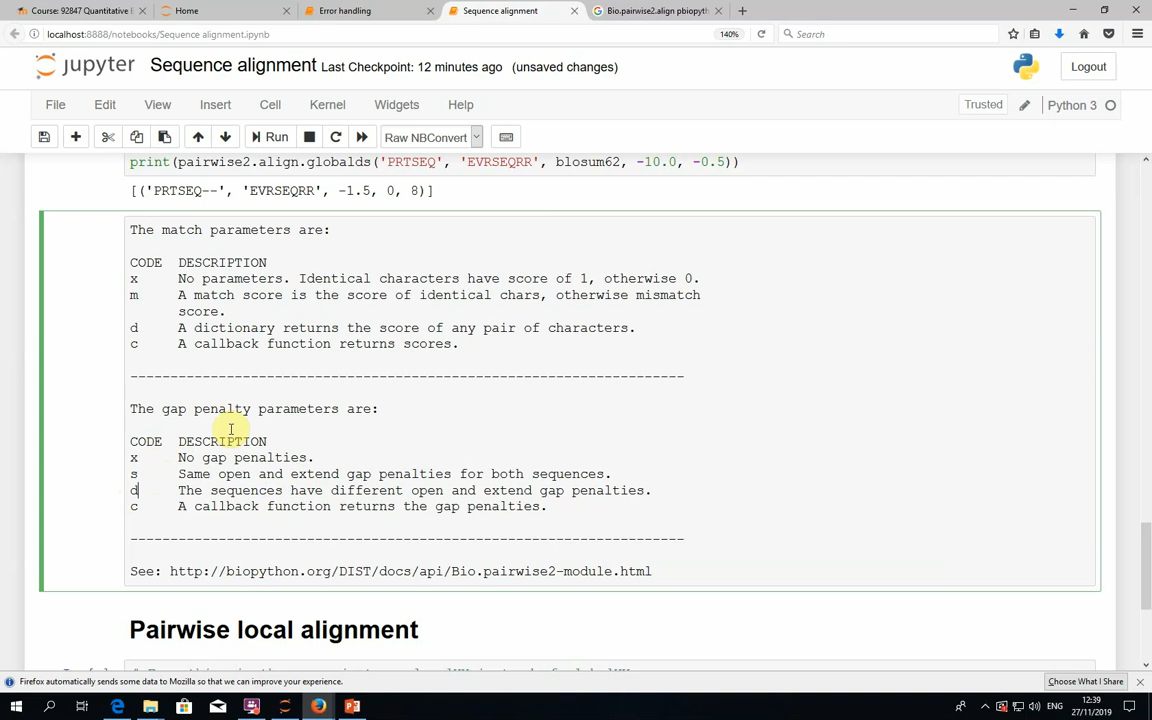 Course: 92847 Quantitative
Home
Error handling
Sequence alignment
Bio.pairwise2.align pbiopyth
localhost:8888/notebooks/Sequence alignment.ipynb
140%
Search
jupyter Sequence alignment Last Checkpoint: 12 minutes ago (unsaved changes)
Logout
File Edit View Insert Cell Kernel Widgets Help
Trusted
Python 3
Run
Raw NBConvert
print(pairwise2.align.globalds('PRTSEQ', 'EVRSEQRR', blosum62, -10.0, -0.5))
[('PRTSEQ--', 'EVRSEQRR', -1.5, 0, 8)]
The match parameters are:
CODE DESCRIPTION
x No parameters. Identical characters have score of 1, otherwise 0.
m A match score is the score of identical chars, otherwise mismatch
score.
d A dictionary returns the score of any pair of characters.
c A callback function returns scores.
---------------------------------------------------------------------
The gap penalty parameters are:
CODE DESCRIPTION
x No gap penalties.
s Same open and extend gap penalties for both sequences.
d The sequences have different open and extend gap penalties.
c A callback function returns the gap penalties.
---------------------------------------------------------------------
See: http://biopython.org/DIST/docs/api/Bio.pairwise2-module.html
Pairwise local alignment
Firefox automatically sends some data to Mozilla so that we can improve your experience.
Choose What I Share
ENG
12:39
27/11/2019